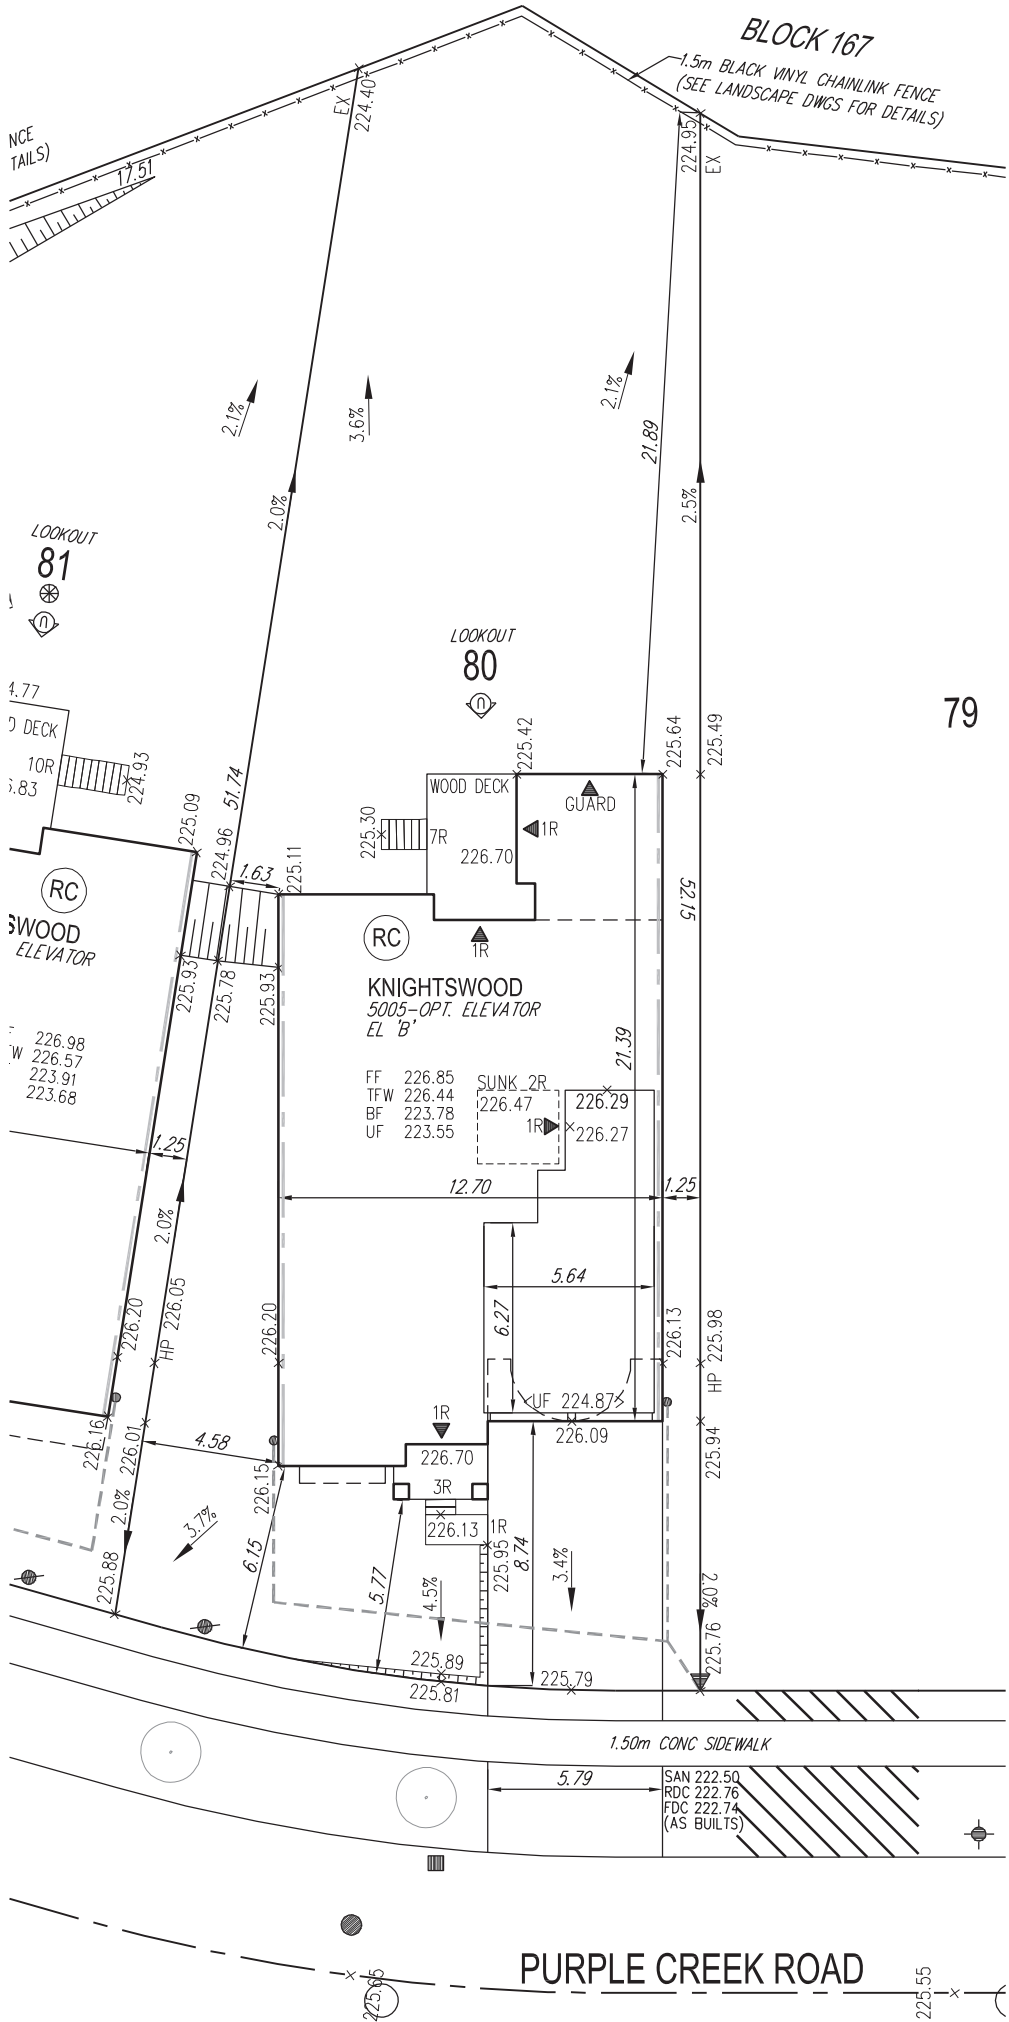 BLOCK 167
1.5m BLACK VINYL CHAINLINK FENCE
(SEE LANDSCAPE DWGS FOR DETAILS)
NCE
TAILS)
17.51
EX
224.40
224.95
EX
2.1%
3.6%
2.1%
21.89
2.0%
2.5%
LOOKOUT
81
LOOKOUT
80
79
4.77
DECK
10R
224.93
51.74
225.09
224.96
1.63
225.11
225.30
WOOD DECK
7R
226.70
225.42
GUARD
1R
225.64
225.49
RC
SWOOD
ELEVATOR
RC
1R
52.15
225.93
225.78
225.93
KNIGHTSWOOD
5005-OPT. ELEVATOR
EL 'B'
21.39
226.98
W 226.57
223.91
223.68
FF 226.85
TFW 226.44
BF 223.78
UF 223.55
SUNK 2R
226.47
1R
226.29
226.27
1.25
12.70
1.25
2.0%
5.64
6.27
226.20
HP 226.05
226.20
226.13
HP 225.98
UF 224.87
226.09
226.16
226.01
4.58
226.15
1R
226.70
3R
225.94
2.0%
3.7%
6.15
5.77
226.13
1R
225.95
8.74
3.4%
4.5%
2.0%
225.88
225.89
225.81
225.79
225.76
1.50m CONC SIDEWALK
5.79
SAN 222.50
RDC 222.76
FDC 222.74
(AS BUILTS)
PURPLE CREEK ROAD
225.65
225.55